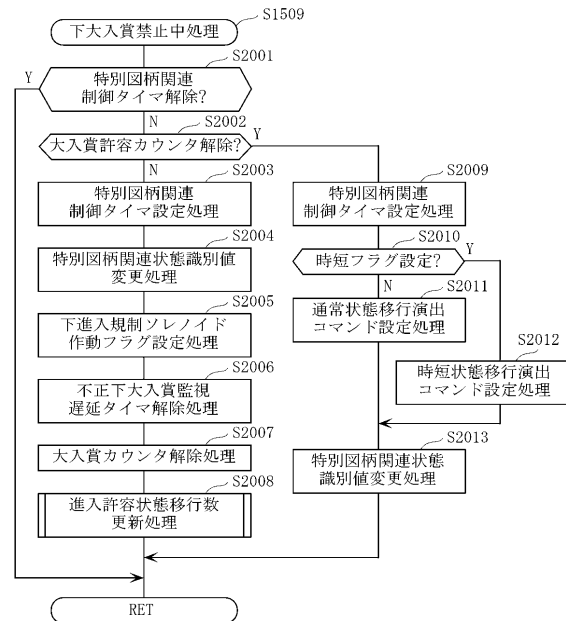 下大入賞禁止中処理
S1509
S2001
Y
特別図柄関連
制御タイマ解除?
N
S2002
大入賞許容カウンタ解除?
Y
N
S2003
特別図柄関連
制御タイマ設定処理
S2004
特別図柄関連状態識別値
変更処理
S2005
下進入規制ソレノイド
作動フラグ設定処理
S2006
不正下大入賞監視
遅延タイマ解除処理
S2007
大入賞カウンタ解除処理
S2008
進入許容状態移行数
更新処理
S2009
特別図柄関連
制御タイマ設定処理
S2010
時短フラグ設定?
Y
N
S2011
通常状態移行演出
コマンド設定処理
S2012
時短状態移行演出
コマンド設定処理
S2013
特別図柄関連状態
識別値変更処理
RET